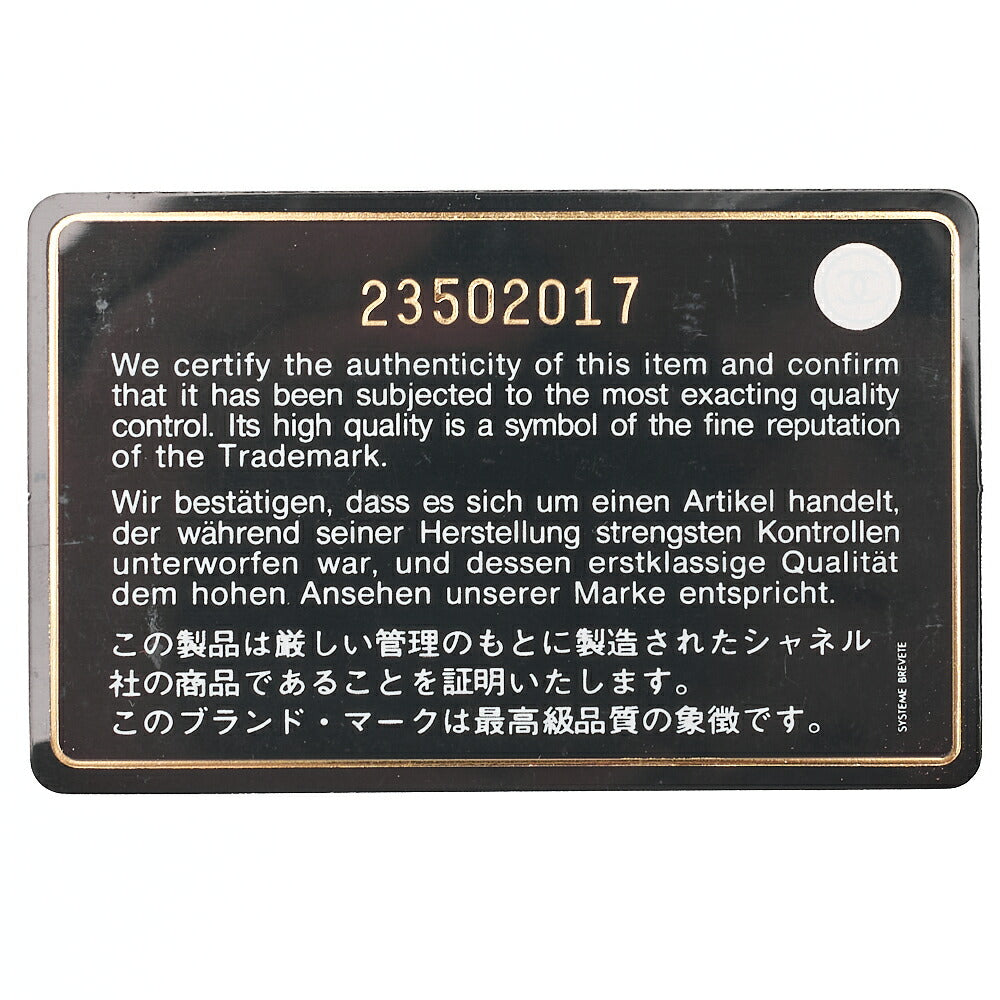 23502017
We certify the authenticity of this item and confirm
that it has been subjected to the most exacting quality
control. Its high quality is a symbol of the fine reputation
of the Trademark.
Wir bestätigen, dass es sich um einen Artikel handelt,
der während seiner Herstellung strengsten Kontrollen
unterworfen war, und dessen erstklassige Qualität
dem hohen Ansehen unserer Marke entspricht.
この製品は厳しい管理のもとに製造されたシャネル
社の商品であることを証明いたします。
このブランド・マークは最高級品質の象徴です。
SYSTEME BREVETE